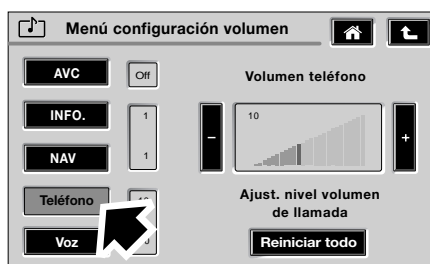 Menú configuración volumen
AVC
Off
Volumen teléfono
INFO.
1
10
-
+
NAV
1
Teléfono
Ajust. nivel volumen
de llamada
Voz
Reiniciar todo